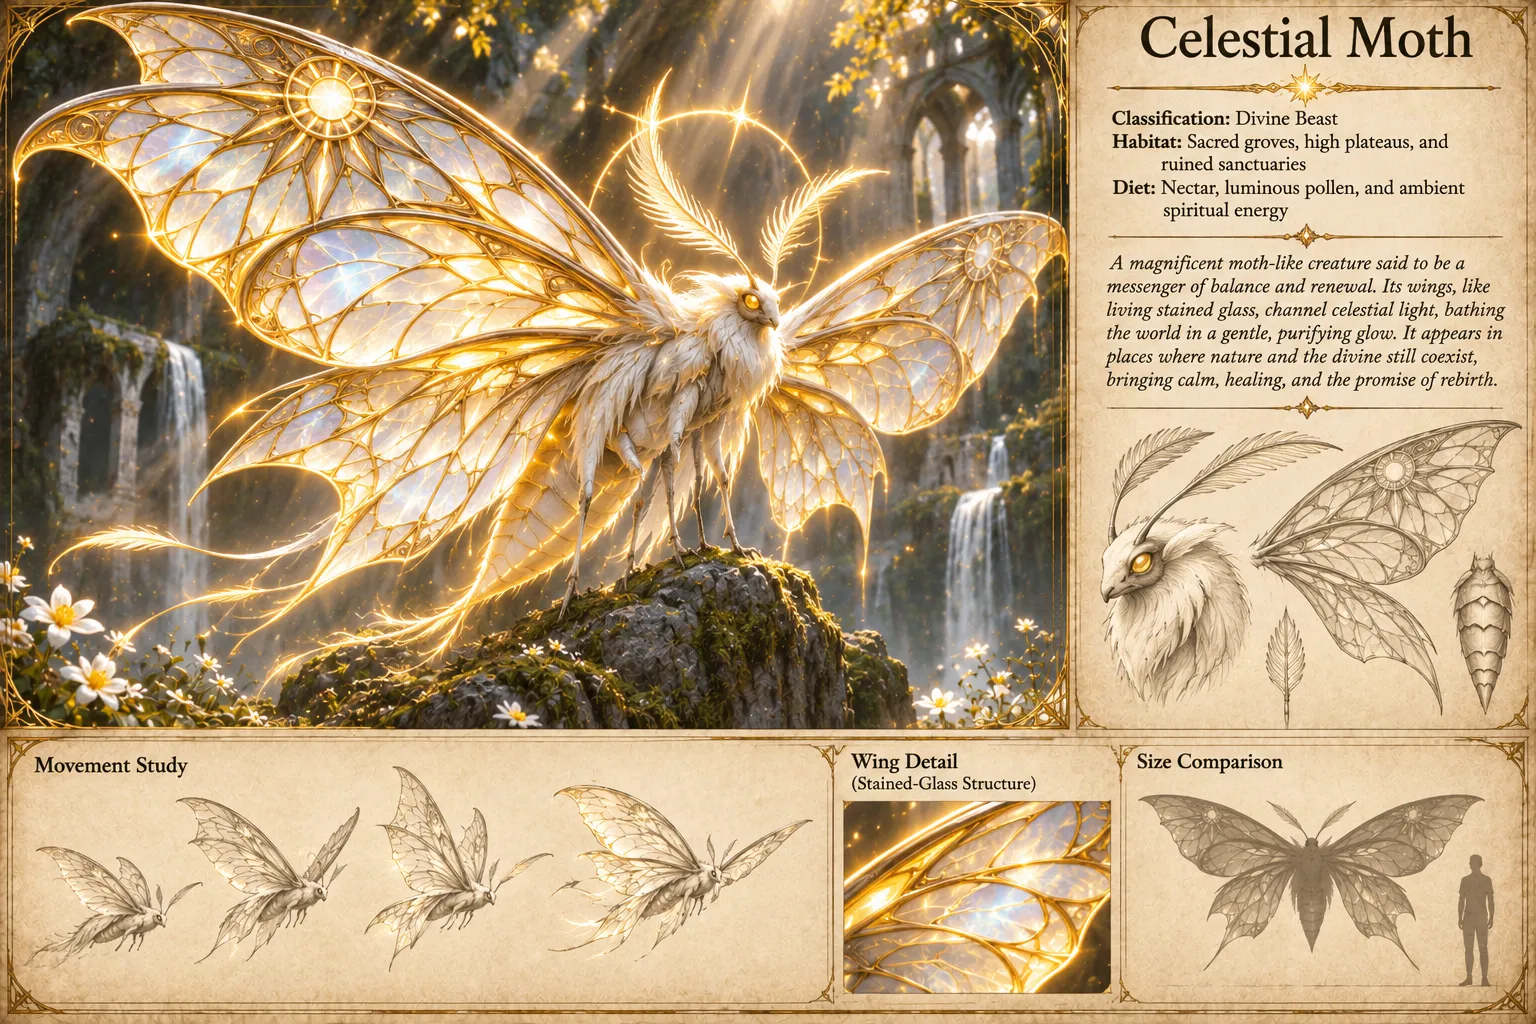 Celestial Moth
Classification: Divine Beast
Habitat: Sacred groves, high plateaus, and
ruined sanctuaries
Diet: Nectar, luminous pollen, and ambient
spiritual energy
A magnificent moth-like creature said to be a
messenger of balance and renewal. Its wings, like
living stained glass, channel celestial light, bathing
the world in a gentle, purifying glow. It appears in
places where nature and the divine still coexist,
bringing calm, healing, and the promise of rebirth.
Movement Study
Wing Detail
(Stained-Glass Structure)
Size Comparison